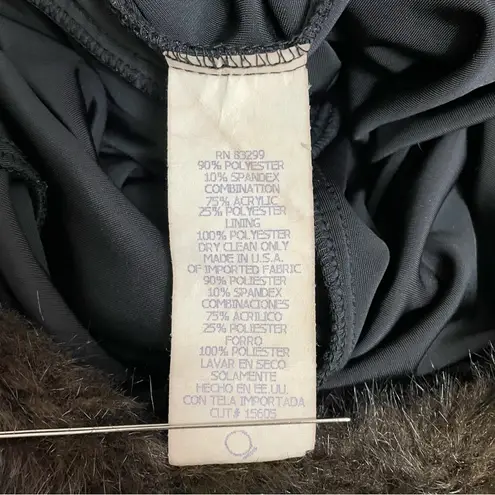 RN 83299
90% POLYESTER
10% SPANDEX
COMBINATION
75% ACRYLIC
25% POLYESTER
LINING
100% POLYESTER
DRY CLEAN ONLY
MADE IN U.S.A.
OF IMPORTED FABRIC
90% POLIESTER
10% SPANDEX
COMBINACIONES
75% ACRILICO
25% POLIESTER
FORRO
100% POLIESTER
LAVAR EN SECO
SOLAMENTE
HECHO EN EE.UU.
CON TELA IMPORTADA
CUT# 15605